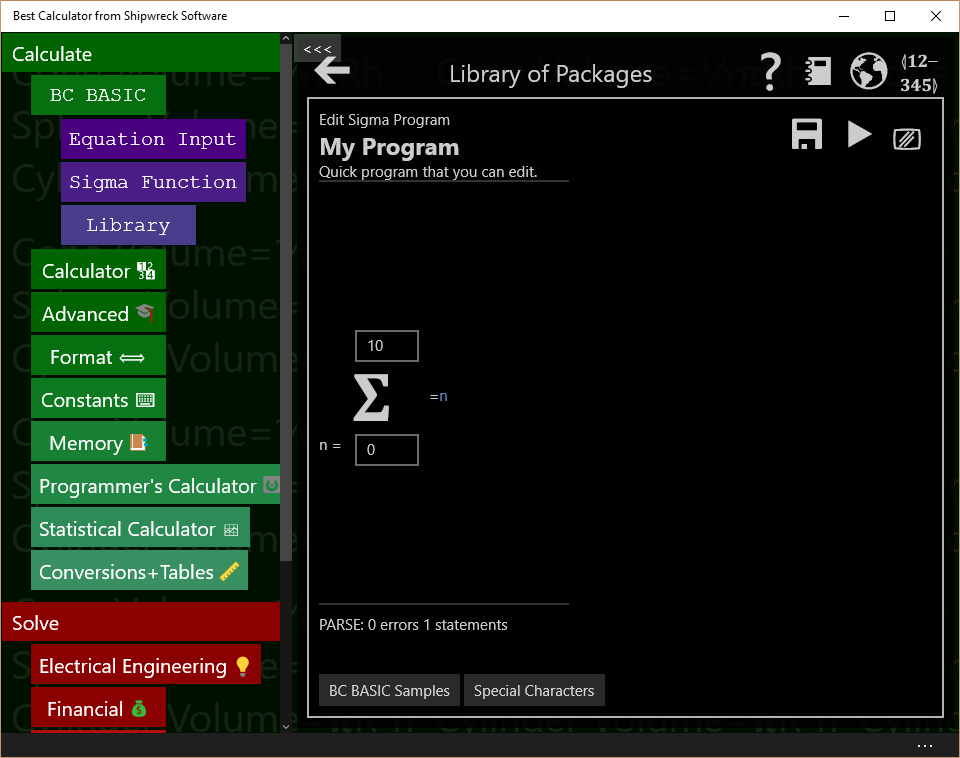 Best Calculator from Shipwreck Software
Calculate
BC BASIC
Equation Input
Sigma Function
Library
Calculator
Advanced
Format
Constants
Memory
Programmer's Calculator
Statistical Calculator
Conversions+Tables
Solve
Electrical Engineering
Financial
<<<
Library of Packages
?
(12–
345)
Edit Sigma Program
My Program
Quick program that you can edit.
10
Σ
=n
n =
0
PARSE: 0 errors 1 statements
BC BASIC Samples
Special Characters
...